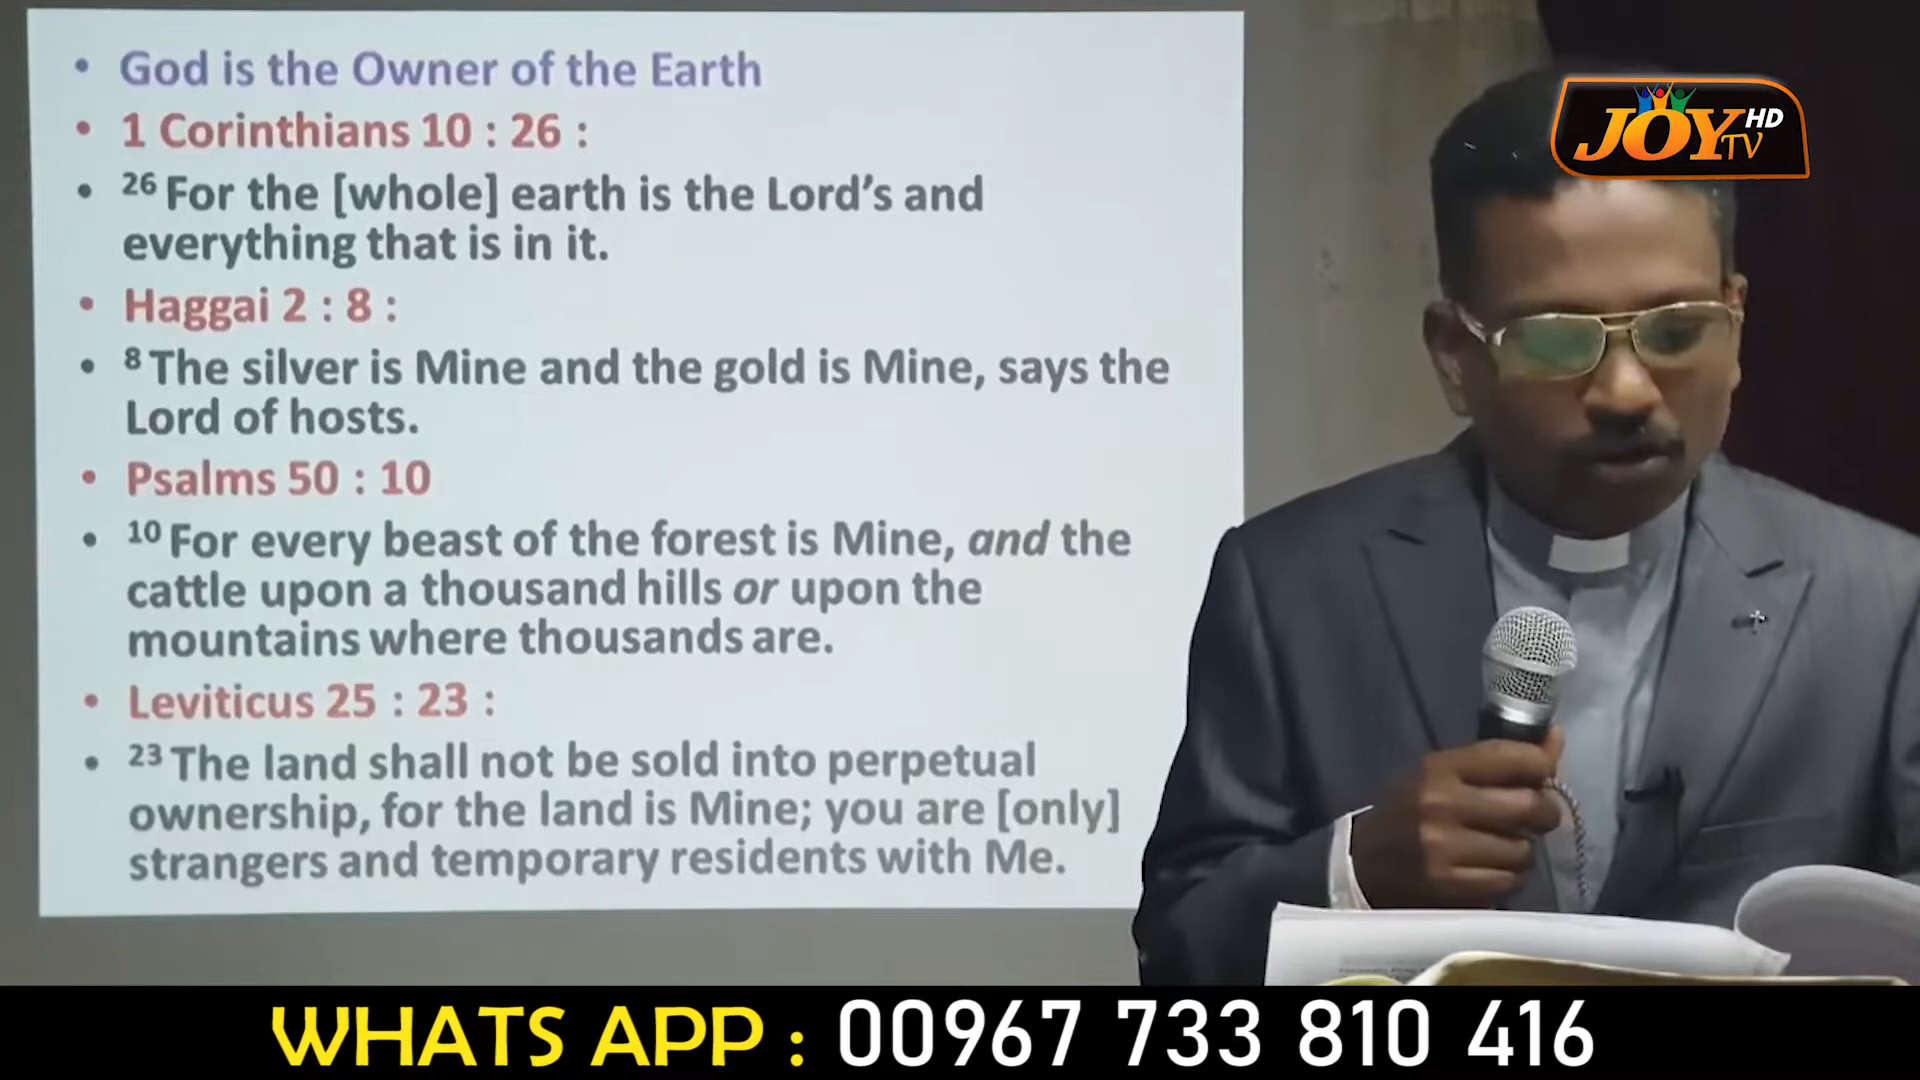 God is the Owner of the Earth
1 Corinthians 10 : 26 :
26 For the [whole] earth is the Lord's and
everything that is in it.
Haggai 2 : 8 :
8 The silver is Mine and the gold is Mine, says the
Lord of hosts.
Psalms 50 : 10
10 For every beast of the forest is Mine, and the
cattle upon a thousand hills or upon the
mountains where thousands are.
Leviticus 25 : 23 :
23 The land shall not be sold into perpetual
ownership, for the land is Mine; you are [only]
strangers and temporary residents with Me.
JOY HD
TV
WHATS APP : 00967 733 810 416